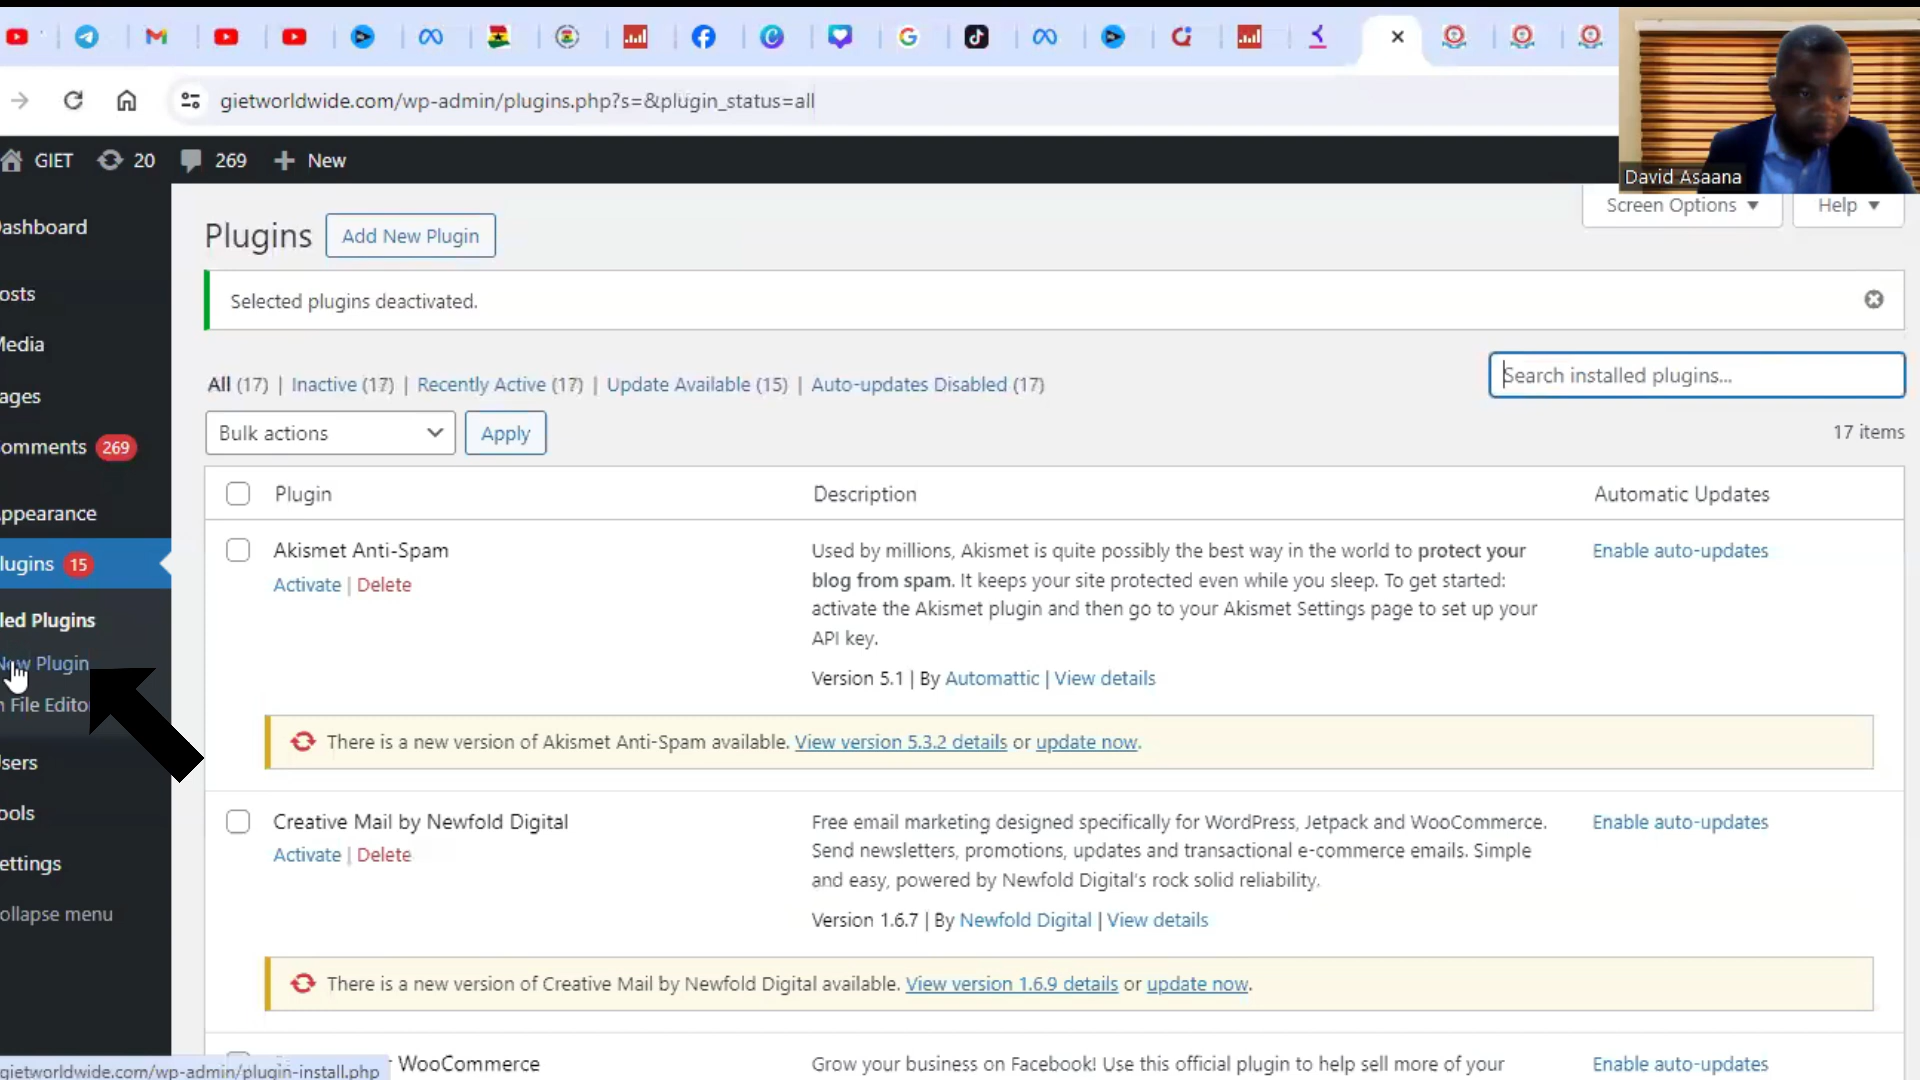 gietworldwide.com/wp-admin/plugins.php?s=&plugin_status=all
David Asaana
GIET 20 269 New
Screen Options Help
ashboard
osts
Media
ages
omments 269
ppearance
lugins 15
led Plugins
New Plugin
n File Edito
sers
ools
ettings
ollapse menu
Plugins Add New Plugin
Selected plugins deactivated.
All (17) | Inactive (17) | Recently Active (17) | Update Available (15) | Auto-updates Disabled (17)
Search installed plugins...
Bulk actions Apply
17 items
Plugin Description Automatic Updates
Akismet Anti-Spam
Activate | Delete
Used by millions, Akismet is quite possibly the best way in the world to protect your
blog from spam. It keeps your site protected even while you sleep. To get started:
activate the Akismet plugin and then go to your Akismet Settings page to set up your
API key.
Version 5.1 | By Automattic | View details
Enable auto-updates
There is a new version of Akismet Anti-Spam available. View version 5.3.2 details or update now.
Creative Mail by Newfold Digital
Activate | Delete
Free email marketing designed specifically for WordPress, Jetpack and WooCommerce.
Send newsletters, promotions, updates and transactional e-commerce emails. Simple
and easy, powered by Newfold Digital's rock solid reliability.
Version 1.6.7 | By Newfold Digital | View details
Enable auto-updates
There is a new version of Creative Mail by Newfold Digital available. View version 1.6.9 details or update now.
WooCommerce
Grow your business on Facebook! Use this official plugin to help sell more of your
Enable auto-updates
gietworldwide.com/wp-admin/plugin-install.php